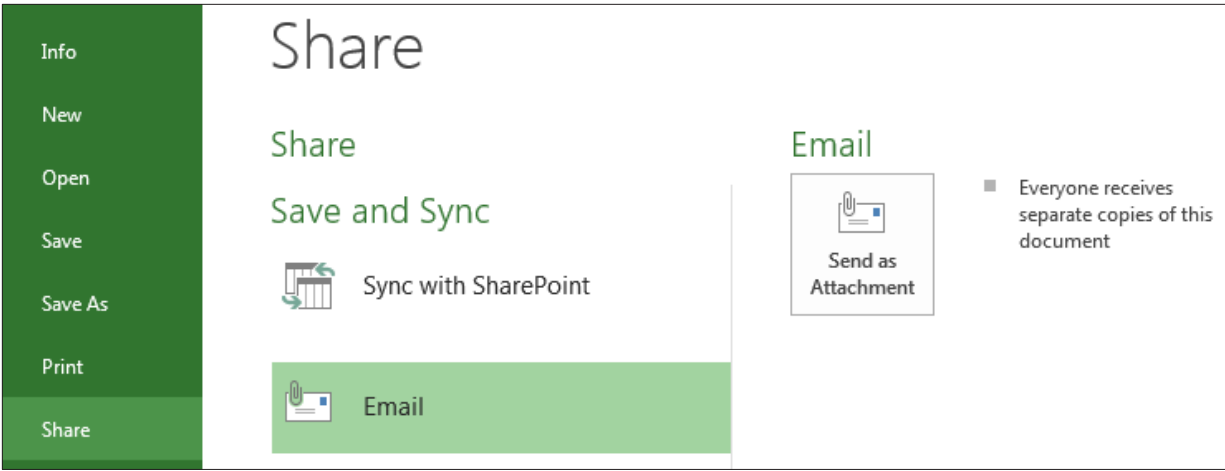 Info
New
Open
Save
Save As
Print
Share
Share
Share
Save and Sync
Sync with SharePoint
Email
Email
Send as
Attachment
Everyone receives
separate copies of this
document